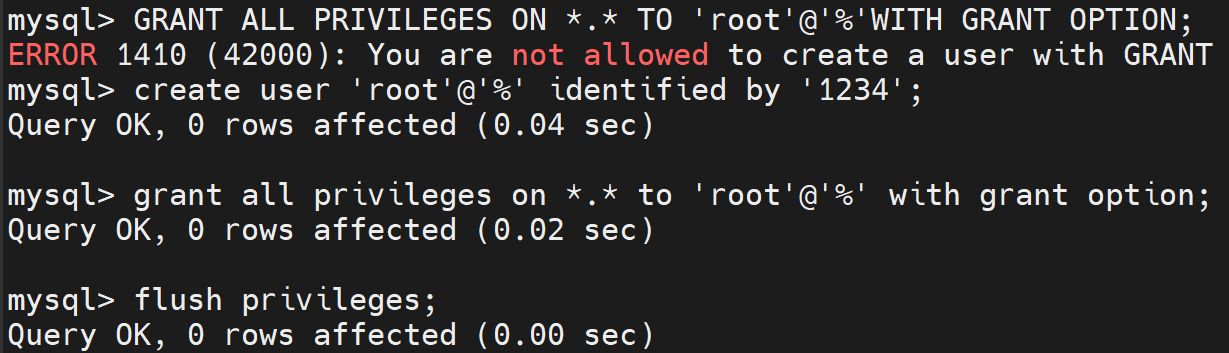 mysql> GRANT ALL PRIVILEGES ON *.* TO 'root'@'%'WITH GRANT OPTION;
ERROR 1410 (42000): You are not allowed to create a user with GRANT
mysql> create user 'root'@'%' identified by '1234';
Query OK, 0 rows affected (0.04 sec)
mysql> grant all privileges on *.* to 'root'@'%' with grant option;
Query OK, 0 rows affected (0.02 sec)
mysql> flush privileges;
Query OK, 0 rows affected (0.00 sec)